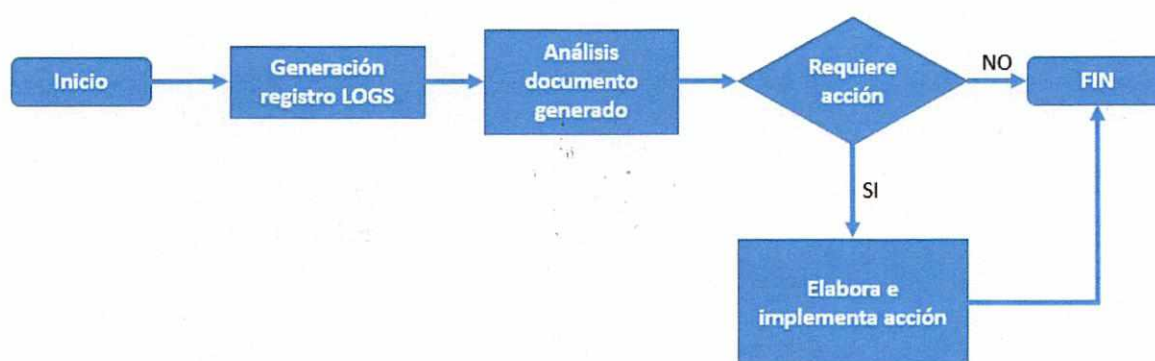 Inicio
Generación
registro LOGS
Análisis
documento
generado
Requiere
acción
NO
FIN
SI
Elabora e
implementa acción